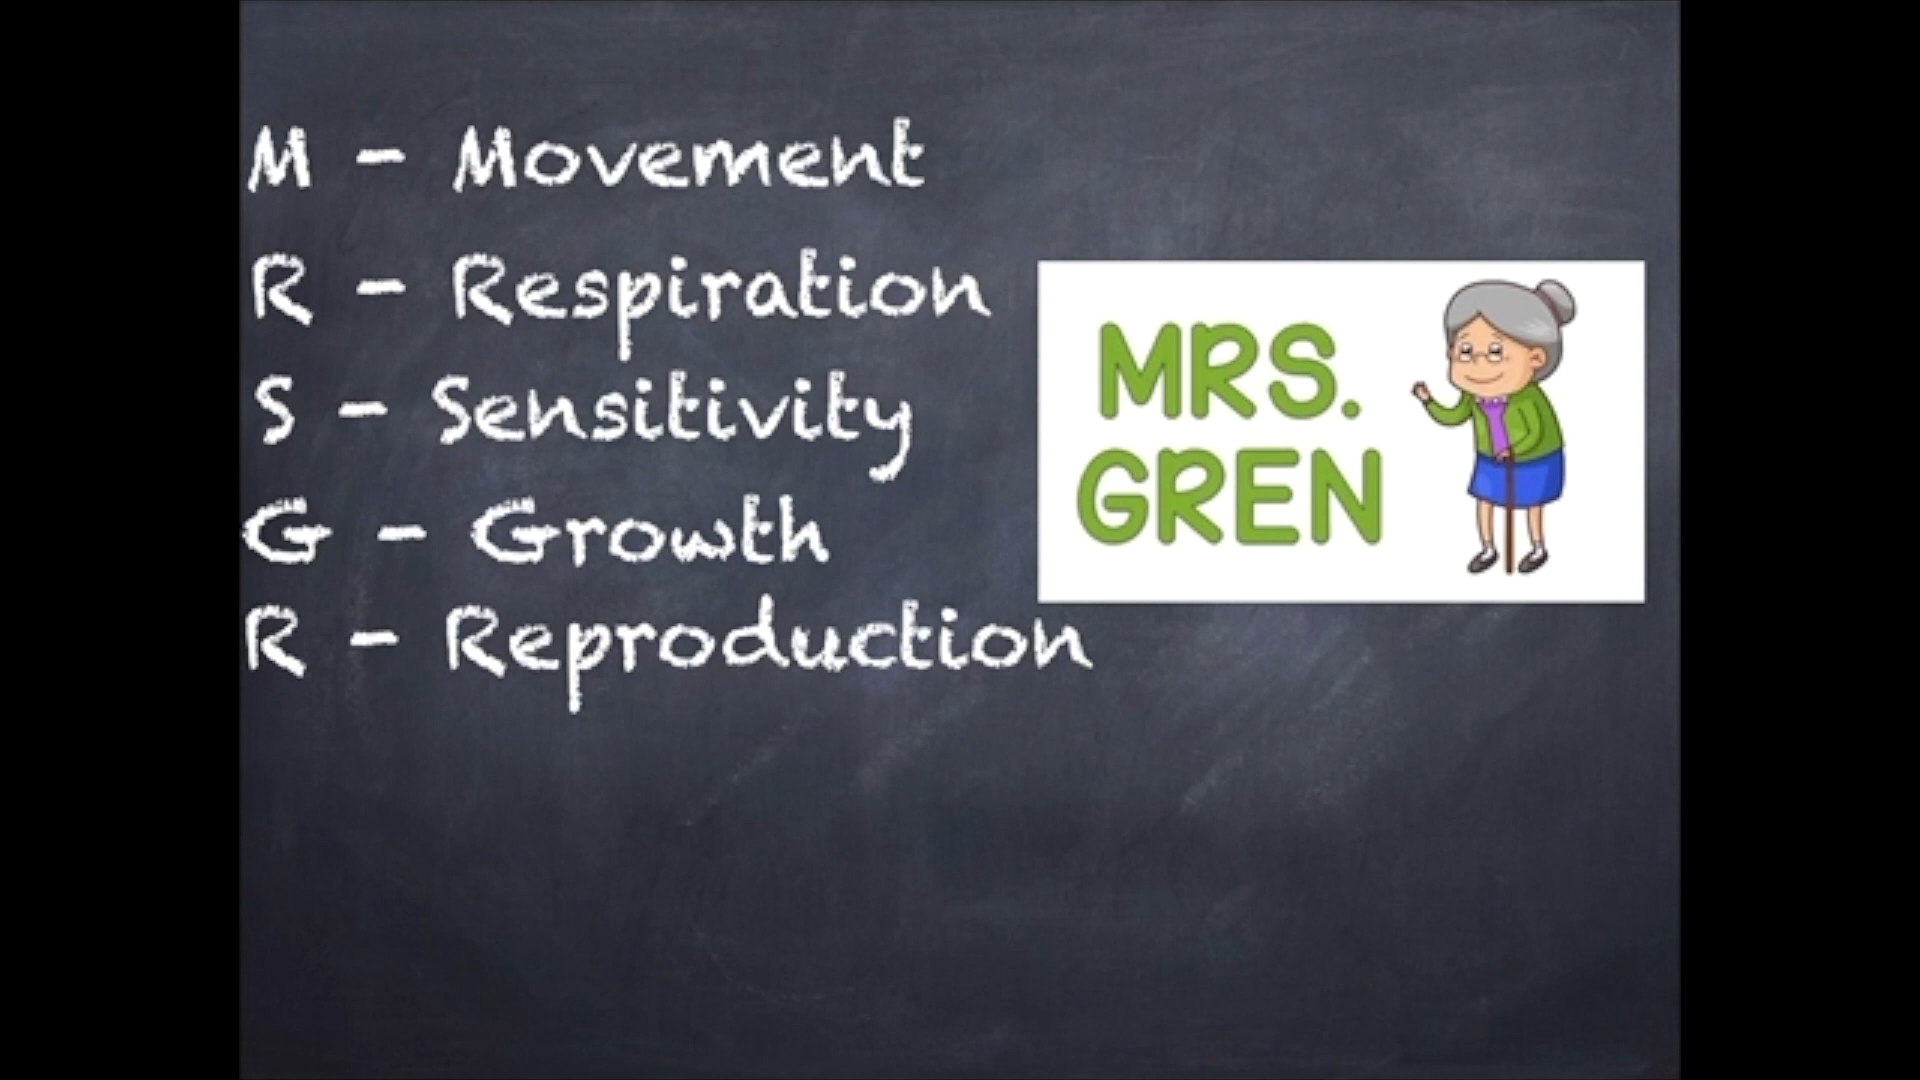 M - Movement
R - Respiration
S - Sensitivity
G - Growth
R - Reproduction
MRS.
GREN